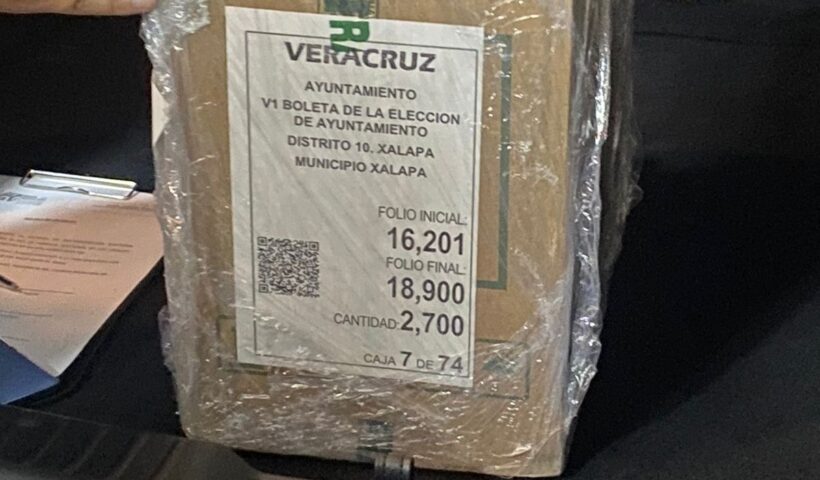 VERACRUZ
AYUNTAMIENTO
V1 BOLETA DE LA ELECCION
DE AYUNTAMIENTO
DISTRITO 10. XALAPA
MUNICIPIO XALAPA
FOLIO INICIAL:
16,201
FOLIO FINAL:
18,900
CANTIDAD: 2,700
CAJA 7 DE 74